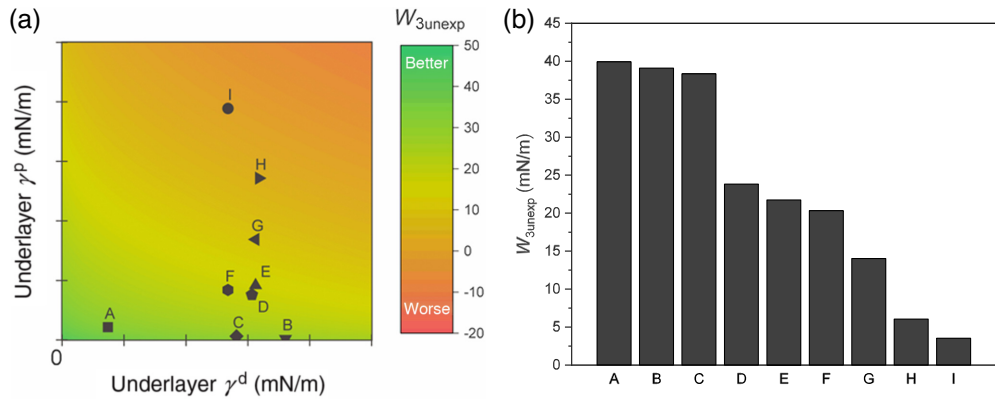 (a)
W3unexp
Underlayer γp (mN/m)
Underlayer γd (mN/m)
0
A
B
C
D
E
F
G
H
I
Better
Worse
50
40
30
20
10
0
-10
-20
(b)
W3unexp (mN/m)
45
40
35
30
25
20
15
10
5
0
A B C D E F G H I